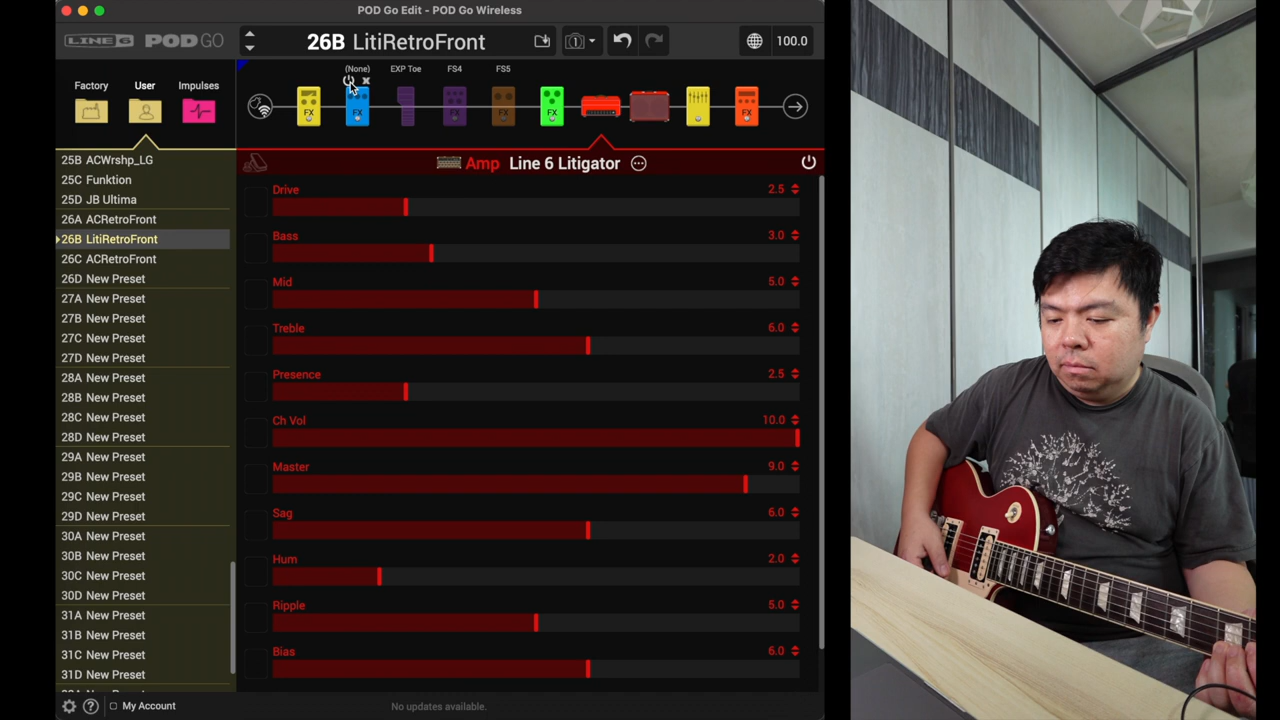 POD Go Edit - POD Go Wireless
LINE 6 POD GO
26B LitiRetroFront
1
100.0
Factory
User
Impulses
(None)
EXP Toe
FS4
FS5
FX
FX
FX
FX
FX
FX
25B ACWrshp_LG
25C Funktion
25D JB Ultima
26A ACRetroFront
26B LitiRetroFront
26C ACRetroFront
26D New Preset
27A New Preset
27B New Preset
27C New Preset
27D New Preset
28A New Preset
28B New Preset
28C New Preset
28D New Preset
29A New Preset
29B New Preset
29C New Preset
29D New Preset
30A New Preset
30B New Preset
30C New Preset
30D New Preset
31A New Preset
31B New Preset
31C New Preset
31D New Preset
Amp Line 6 Litigator
Drive 2.5
Bass 3.0
Mid 5.0
Treble 6.0
Presence 2.5
Ch Vol 10.0
Master 9.0
Sag 6.0
Hum 2.0
Ripple 5.0
Bias 6.0
? My Account
No updates available.